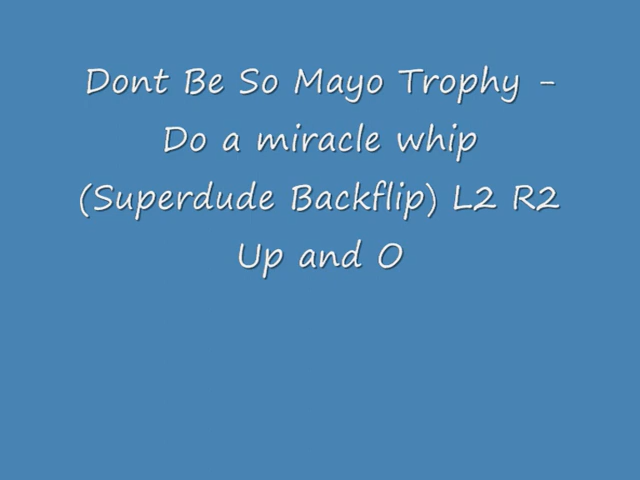 Dont Be So Mayo Trophy -
Do a miracle whip
(Superdude Backflip) L2 R2
Up and O